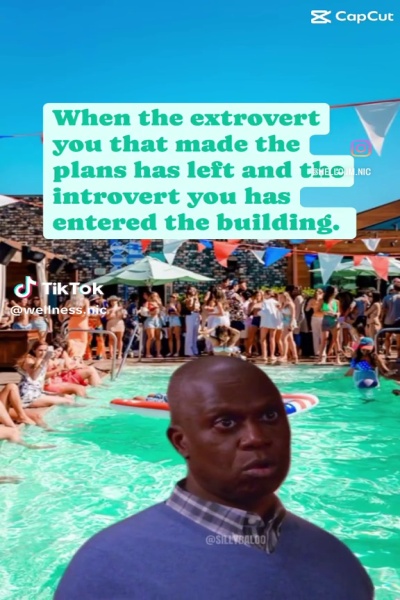 CapCut
When the extrovert
you that made the
plans has left and the
introvert you has
entered the building.
TikTok
@wellness.nic
@SILLYBALOO